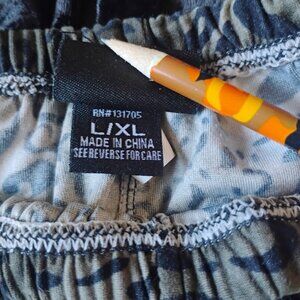 RN#131705
L/XL
MADE IN CHINA
SEE REVERSE FOR CARE